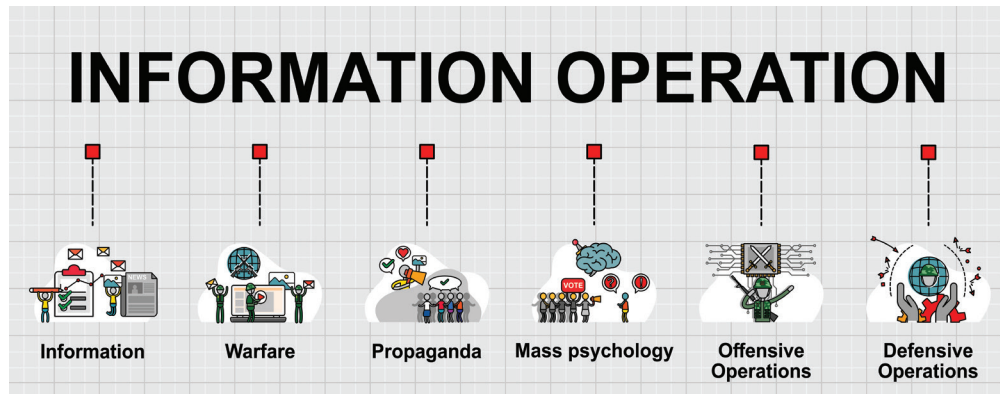 INFORMATION OPERATION
NEWS
VOTE
Information
Warfare
Propaganda
Mass psychology
Offensive
Operations
Defensive
Operations